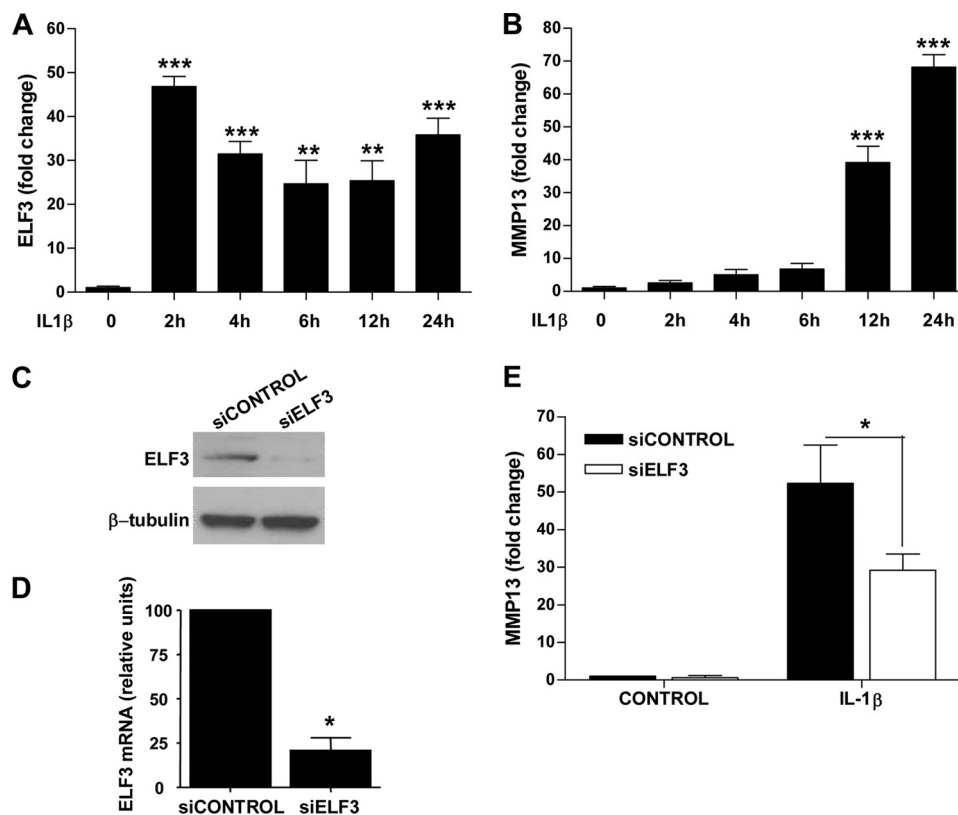 A
ELF3 (fold change)
60
50
40
30
20
10
0
***
***
**
**
***
IL1β 0 2h 4h 6h 12h 24h
B
MMP13 (fold change)
80
70
60
50
40
30
20
10
0
***
***
IL1β 0 2h 4h 6h 12h 24h
C
siCONTROL
siELF3
ELF3
β–tubulin
D
ELF3 mRNA (relative units)
100
75
50
25
0
*
siCONTROL siELF3
E
MMP13 (fold change)
70
60
50
40
30
20
10
0
siCONTROL
siELF3
*
CONTROL IL-1β